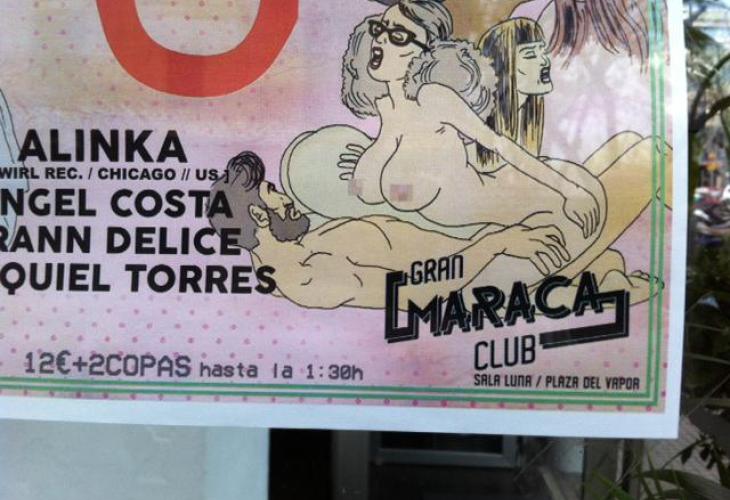 ALINKA
WIRL REC. / CHICAGO // US ]
NGEL COSTA
RANN DELICE
QUIEL TORRES
GRAN
MARACA
CLUB
SALA LUNA / PLAZA DEL VAPOR
12€+2COPAS hasta la 1:30h